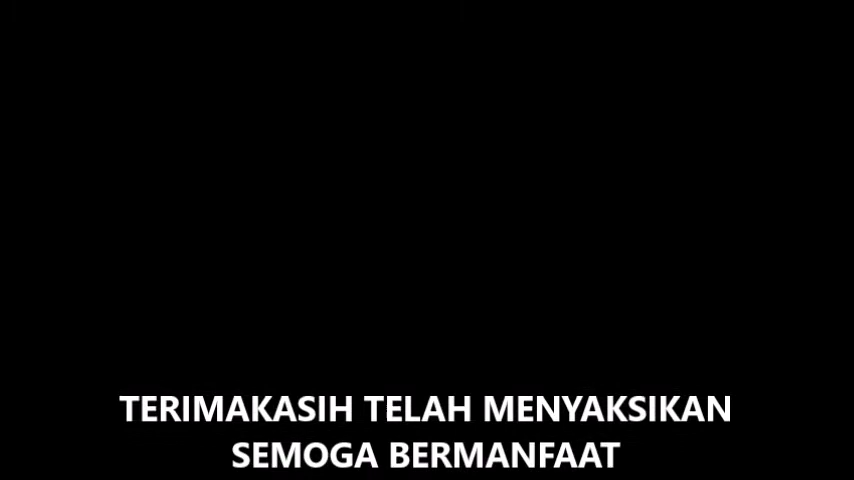 TERIMAKASIH TELAH MENYAKSIKAN
SEMOGA BERMANFAAT